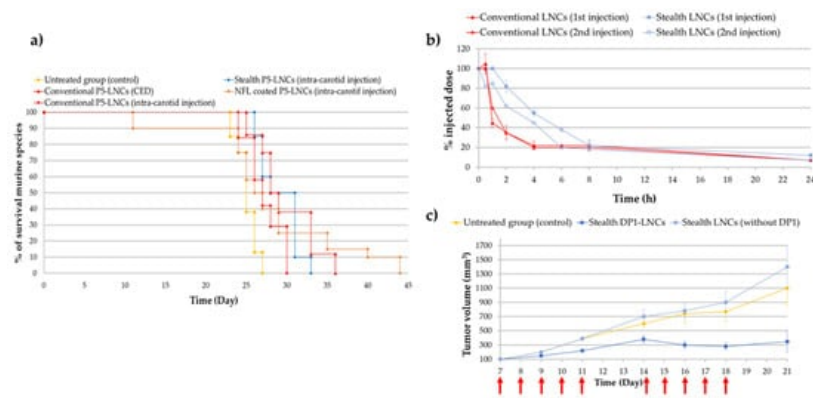 a)
Untreated group (control)
Stealth P5-LNCs (intra-carotid injection)
Conventional P5-LNCs (CED)
NFL coated P5-LNCs (intra-carotif injection)
Conventional P5-LNCs (intra-carotid injection)
% of survival murine species
100
90
80
70
60
50
40
30
20
10
0
0 5 10 15 20 25 30 35 40 45
Time (Day)
b)
Conventional LNCs (1st injection)
Stealth LNCs (1st injection)
Conventional LNCs (2nd injection)
Stealth LNCs (2nd injection)
% injected dose
120
100
80
60
40
20
0
0 2 4 6 8 10 12 14 16 18 20 22 24
Time (h)
c)
Untreated group (control)
Stealth DP1-LNCs
Stealth LNCs (without DP1)
Tumor volume (mm³)
1700
1500
1300
1100
900
700
500
300
100
7 8 9 10 11 12 13 14 15 16 17 18 19 20 21
Time (Day)